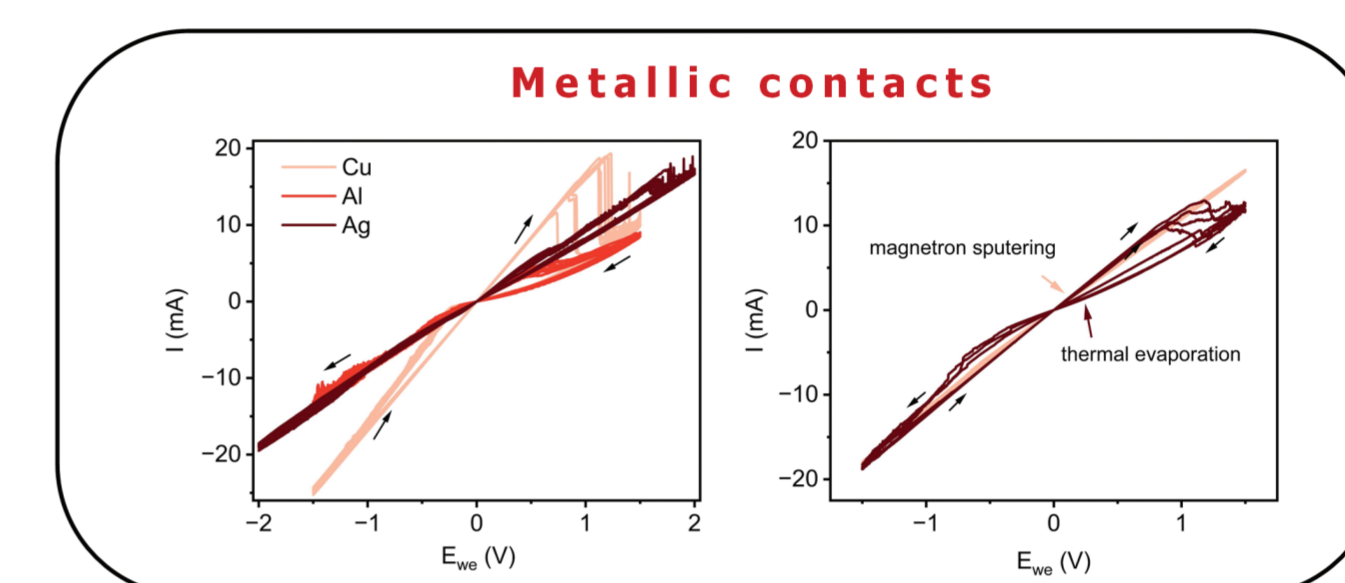 Metallic contacts
20
10
0
−10
−20
I (mA)
Cu
Al
Ag
−2
−1
0
1
2
Ewe (V)
20
10
0
−10
−20
I (mA)
magnetron sputering
thermal evaporation
−1
0
1
Ewe (V)